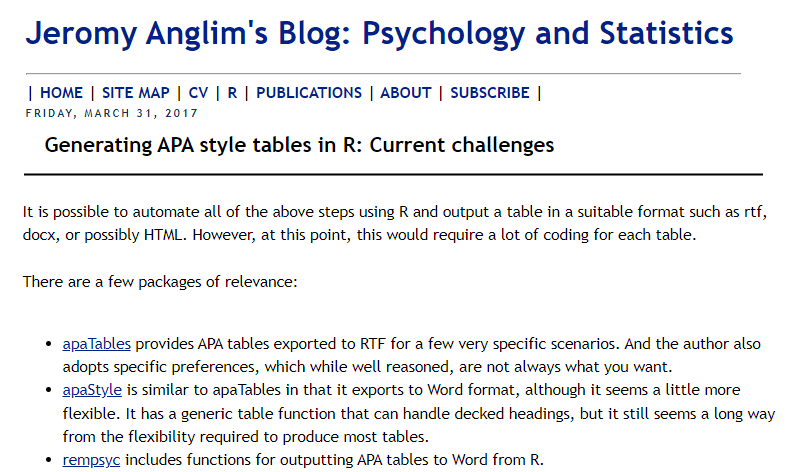 Jeromy Anglim's Blog: Psychology and Statistics
| HOME | SITE MAP | CV | R | PUBLICATIONS | ABOUT | SUBSCRIBE |
FRIDAY, MARCH 31, 2017
Generating APA style tables in R: Current challenges
It is possible to automate all of the above steps using R and output a table in a suitable format such as rtf,
docx, or possibly HTML. However, at this point, this would require a lot of coding for each table.
There are a few packages of relevance:
• apaTables provides APA tables exported to RTF for a few very specific scenarios. And the author also
adopts specific preferences, which while well reasoned, are not always what you want.
• apaStyle is similar to apaTables in that it exports to Word format, although it seems a little more
flexible. It has a generic table function that can handle decked headings, but it still seems a long way
from the flexibility required to produce most tables.
• rempsyc includes functions for outputting APA tables to Word from R.